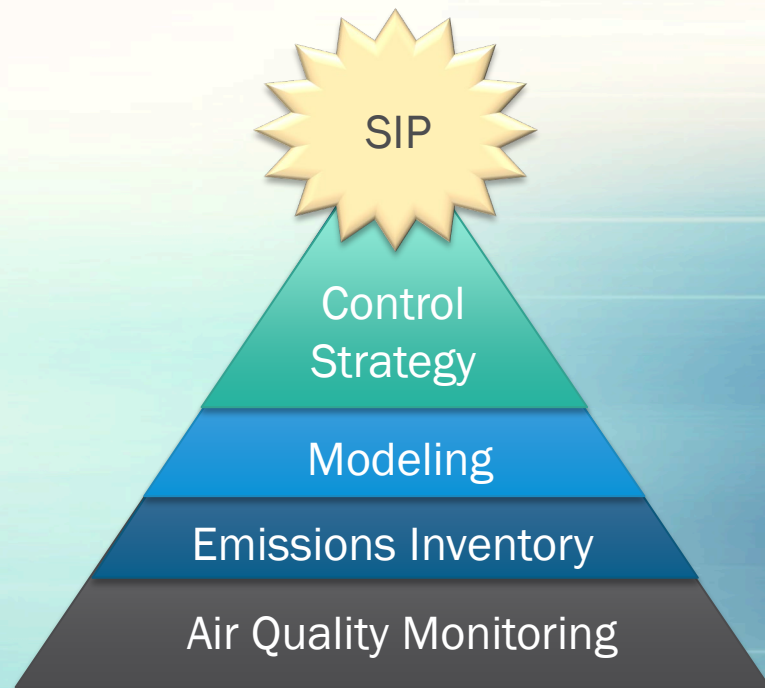 SIP
Control
Strategy
Modeling
Emissions Inventory
Air Quality Monitoring